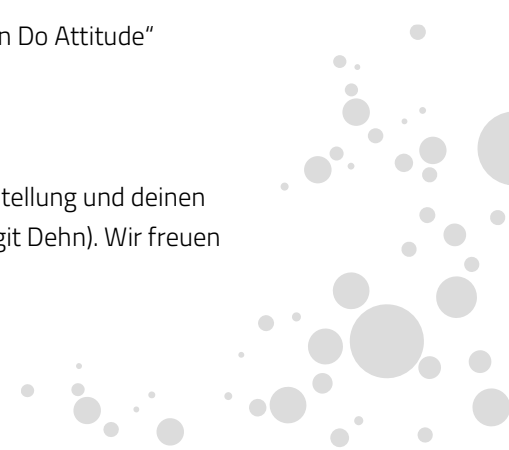 n Do Attitude“
tellung und deinen
git Dehn). Wir freuen